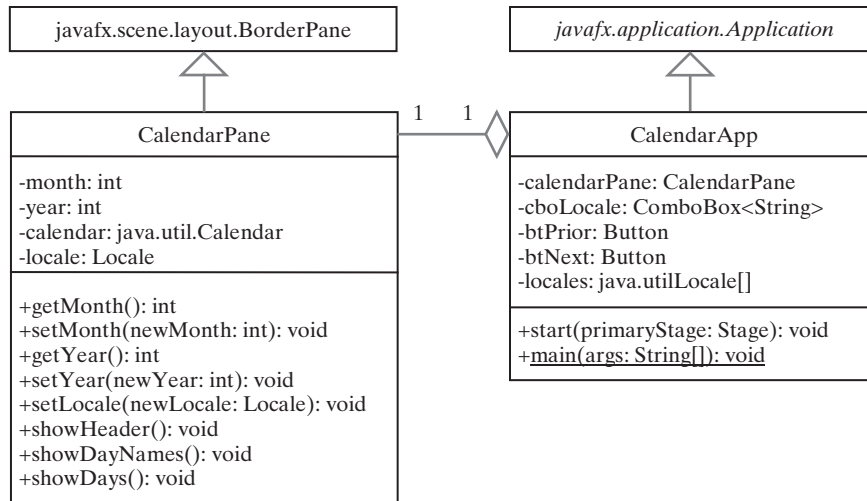 javafx.scene.layout.BorderPane
javafx.application.Application
1 1
CalendarPane
-month: int
-year: int
-calendar: java.util.Calendar
-locale: Locale
+getMonth(): int
+setMonth(newMonth: int): void
+getYear(): int
+setYear(newYear: int): void
+setLocale(newLocale: Locale): void
+showHeader(): void
+showDayNames(): void
+showDays(): void
CalendarApp
-calendarPane: CalendarPane
-cboLocale: ComboBox<String>
-btPrior: Button
-btNext: Button
-locales: java.utilLocale[]
+start(primaryStage: Stage): void
+main(args: String[]): void